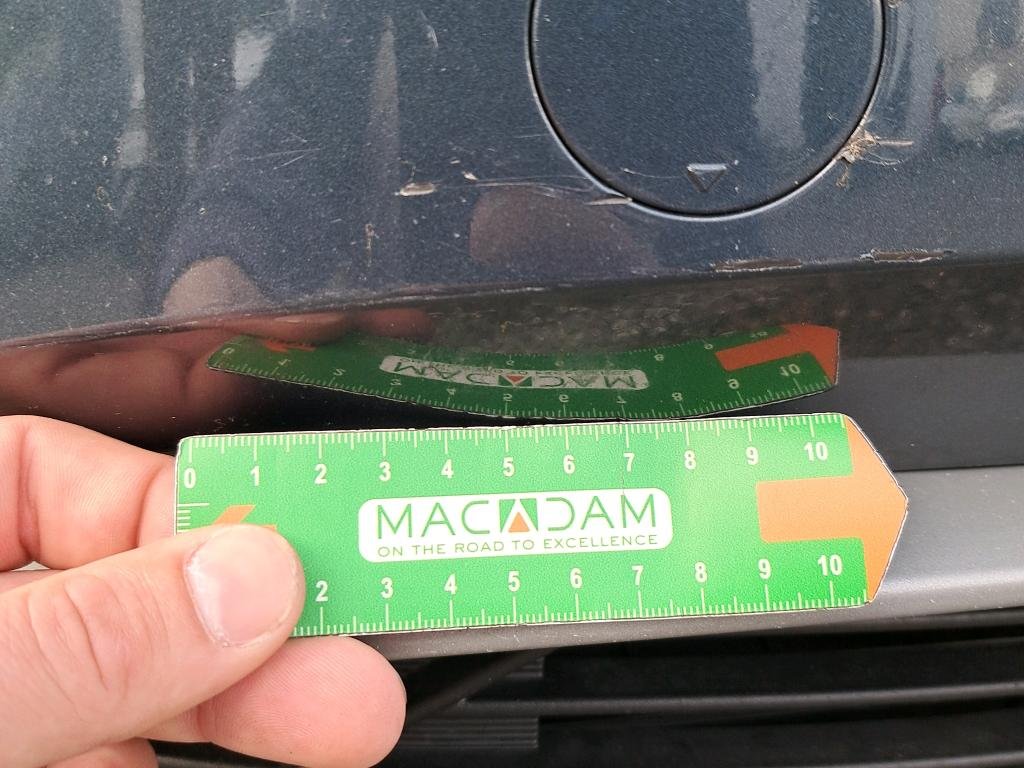 0 1 2 3 4 5 6 7 8 9 10
MACADAM
ON THE ROAD TO EXCELLENCE
2 3 4 5 6 7 8 9 10